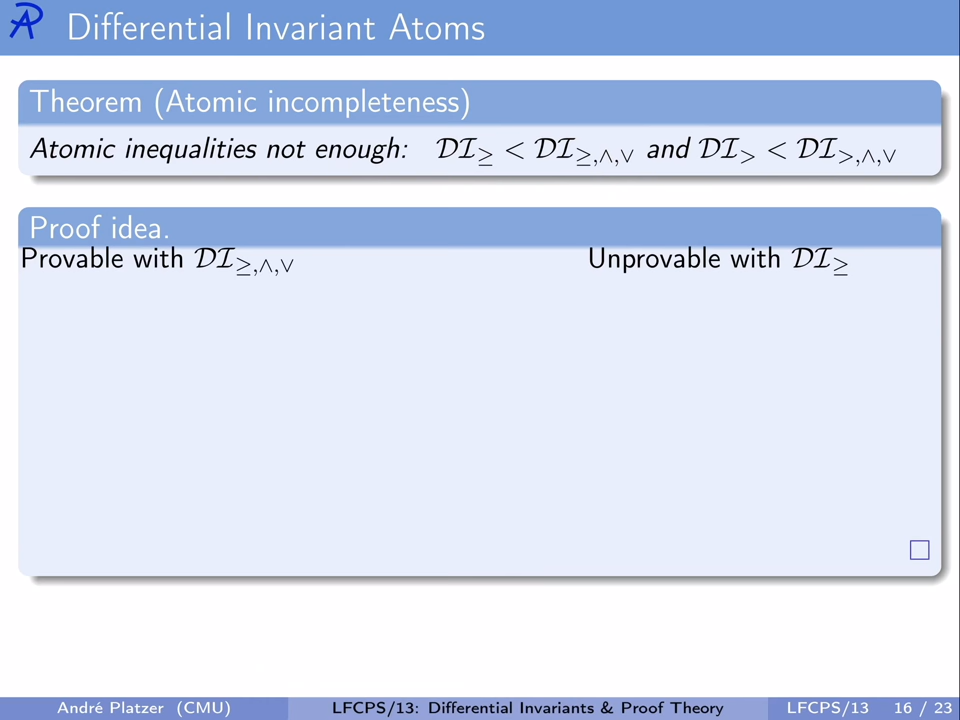 Differential Invariant Atoms
Theorem (Atomic incompleteness)
Atomic inequalities not enough: 𝒟ℐ≥ < 𝒟ℐ≥,∧,∨ and 𝒟ℐ> < 𝒟ℐ>,∧,∨
Proof idea.
Provable with 𝒟ℐ≥,∧,∨ Unprovable with 𝒟ℐ≥
André Platzer (CMU) LFCPS/13: Differential Invariants & Proof Theory LFCPS/13 16 / 23